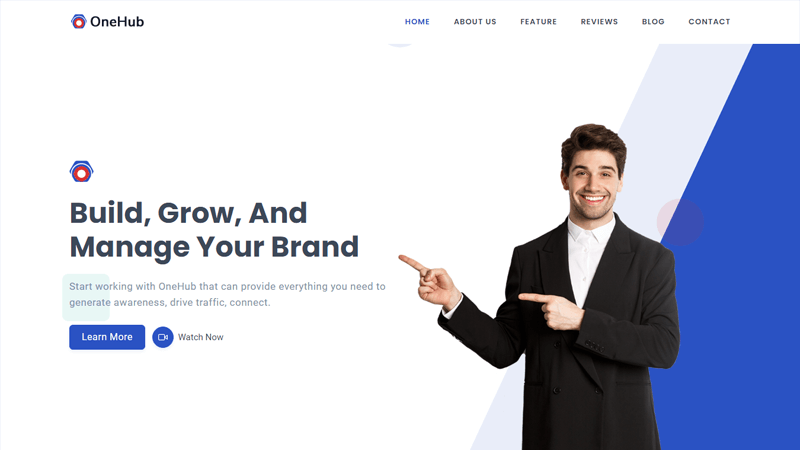 OneHub
HOME ABOUT US FEATURE REVIEWS BLOG CONTACT
Build, Grow, And
Manage Your Brand
Start working with OneHub that can provide everything you need to
generate awareness, drive traffic, connect.
Learn More Watch Now